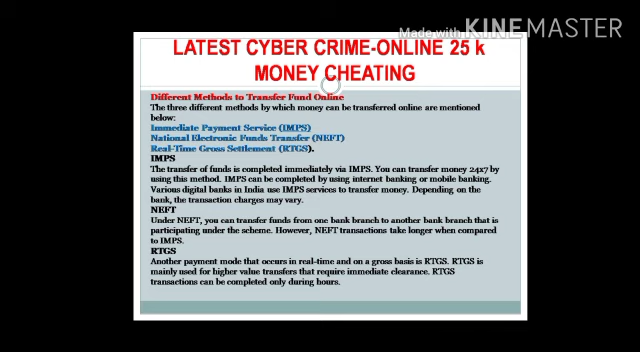 Made with KINEMASTER
LATEST CYBER CRIME-ONLINE 25 k
MONEY CHEATING
Different Methods to Transfer Fund Online
The three different methods by which money can be transferred online are mentioned
below:
Immediate Payment Service (IMPS)
National Electronic Funds Transfer (NEFT)
Real-Time Gross Settlement (RTGS).
IMPS
The transfer of funds is completed immediately via IMPS. You can transfer money 24x7 by
using this method. IMPS can be completed by using internet banking or mobile banking.
Various digital banks in India use IMPS services to transfer money. Depending on the
bank, the transaction charges may vary.
NEFT
Under NEFT, you can transfer funds from one bank branch to another bank branch that is
participating under the scheme. However, NEFT transactions take longer when compared
to IMPS.
RTGS
Another payment mode that occurs in real-time and on a gross basis is RTGS. RTGS is
mainly used for higher value transfers that require immediate clearance. RTGS
transactions can be completed only during hours.